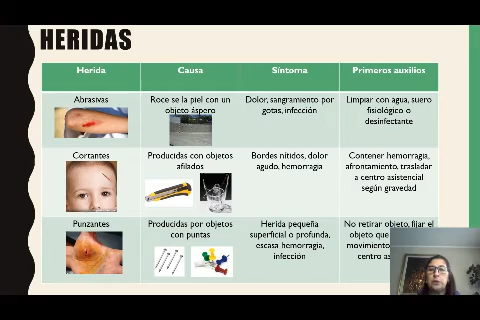 HERIDAS
Herida
Causa
Síntoma
Primeros auxilios
Abrasivas
Roce se la piel con un
objeto áspero
Dolor, sangramiento por
gotas, infección
Limpiar con agua, suero
fisiológico o
desinfectante
Cortantes
Producidas con objetos
afilados
Bordes nítidos, dolor
agudo, hemorragia
Contener hemorragia,
afrontamiento, trasladar
a centro asistencial
según gravedad
Punzantes
Producidas por objetos
con puntas
Herida pequeña
superficial o profunda,
escasa hemorragia,
infección
No retirar objeto, fijar el
objeto que
movimiento
centro